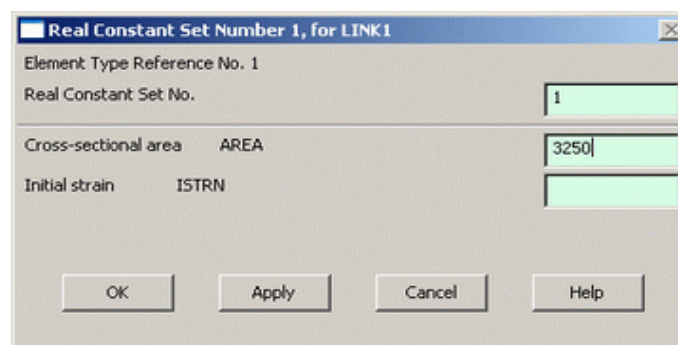 Real Constant Set Number 1, for LINK1
Element Type Reference No. 1
Real Constant Set No. 1
Cross-sectional area AREA 3250
Initial strain ISTRN
OK Apply Cancel Help